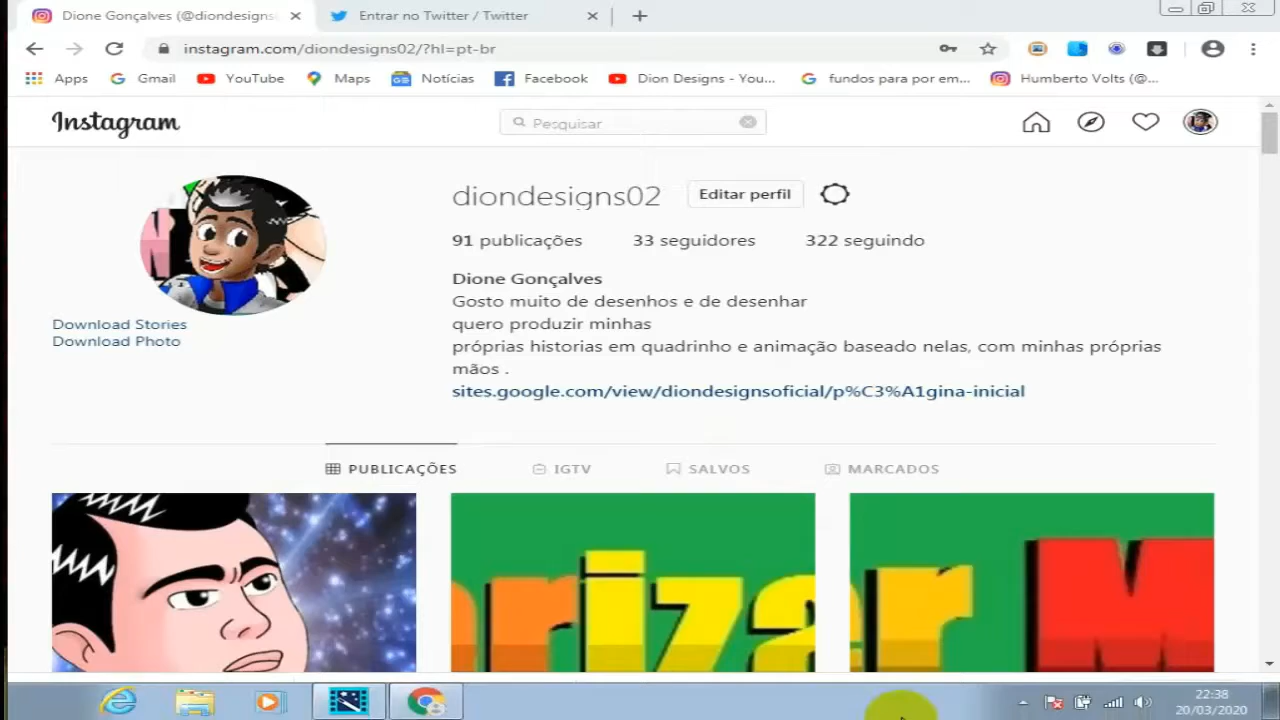 Dione Gonçalves (@diondesigns
Entrar no Twitter / Twitter
instagram.com/diondesigns02/?hl=pt-br
Apps Gmail YouTube Maps Notícias Facebook Dion Designs - You... fundos para por em... Humberto Volts (@...
Instagram
Pesquisar
diondesigns02 Editar perfil
91 publicações 33 seguidores 322 seguindo
Dione Gonçalves
Gosto muito de desenhos e de desenhar
quero produzir minhas
próprias historias em quadrinho e animação baseado nelas, com minhas próprias
mãos .
sites.google.com/view/diondesignsoficial/p%C3%A1gina-inicial
Download Stories
Download Photo
PUBLICAÇÕES IGTV SALVOS MARCADOS
arizar
r M
22:38
20/03/2020